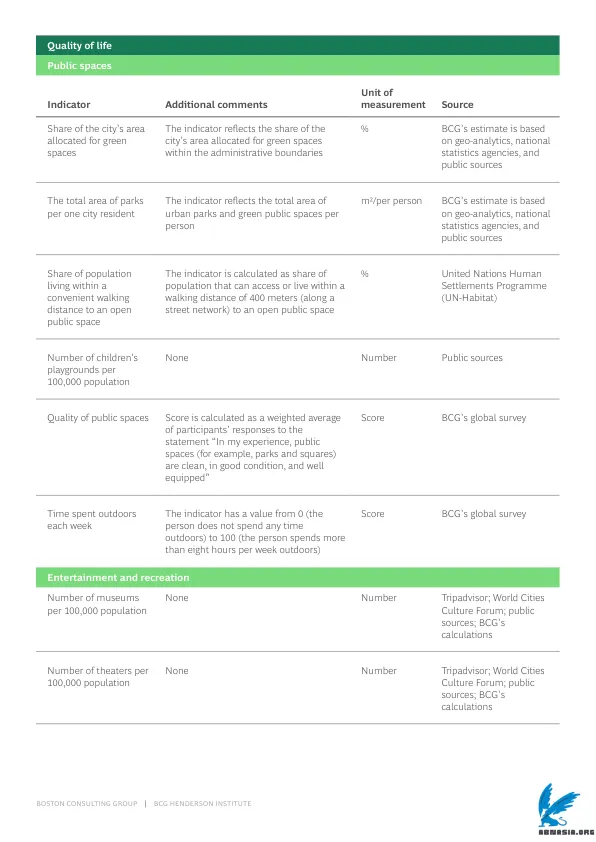 Quality of life
Public spaces
Indicator
Additional comments
Unit of
measurement
Source
Share of the city's area
allocated for green
spaces
The indicator reflects the share of the
city's area allocated for green spaces
within the administrative boundaries
%
BCG's estimate is based
on geo-analytics, national
statistics agencies, and
public sources
The total area of parks
per one city resident
The indicator reflects the total area of
urban parks and green public spaces per
person
m²/per person
BCG's estimate is based
on geo-analytics, national
statistics agencies, and
public sources
Share of population
living within a
convenient walking
distance to an open
public space
The indicator is calculated as share of
population that can access or live within a
walking distance of 400 meters (along a
street network) to an open public space
%
United Nations Human
Settlements Programme
(UN-Habitat)
Number of children's
playgrounds per
100,000 population
None
Number
Public sources
Quality of public spaces
Score is calculated as a weighted average
of participants' responses to the
statement “In my experience, public
spaces (for example, parks and squares)
are clean, in good condition, and well
equipped”
Score
BCG's global survey
Time spent outdoors
each week
The indicator has a value from 0 (the
person does not spend any time
outdoors) to 100 (the person spends more
than eight hours per week outdoors)
Score
BCG's global survey
Entertainment and recreation
Number of museums
per 100,000 population
None
Number
Tripadvisor; World Cities
Culture Forum; public
sources; BCG's
calculations
Number of theaters per
100,000 population
None
Number
Tripadvisor; World Cities
Culture Forum; public
sources; BCG's
calculations
BOSTON CONSULTING GROUP | BCG HENDERSON INSTITUTE
ABNASIA.ORG